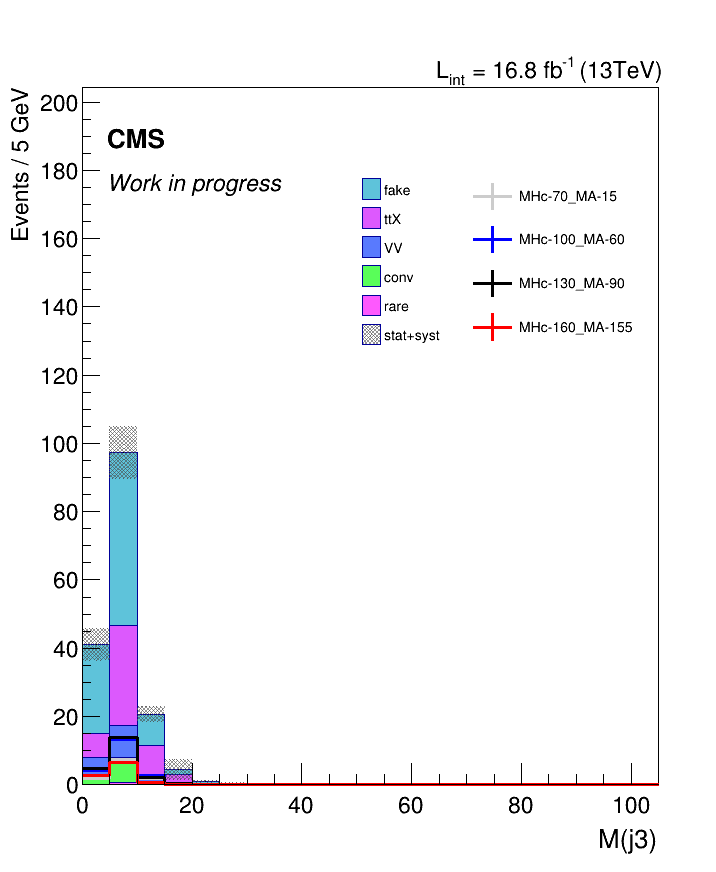 L_int = 16.8 fb^-1 (13TeV)
Events / 5 GeV
CMS
Work in progress
fake
ttX
VV
conv
rare
stat+syst
MHc-70_MA-15
MHc-100_MA-60
MHc-130_MA-90
MHc-160_MA-155
200
180
160
140
120
100
80
60
40
20
0
0 20 40 60 80 100
M(j3)